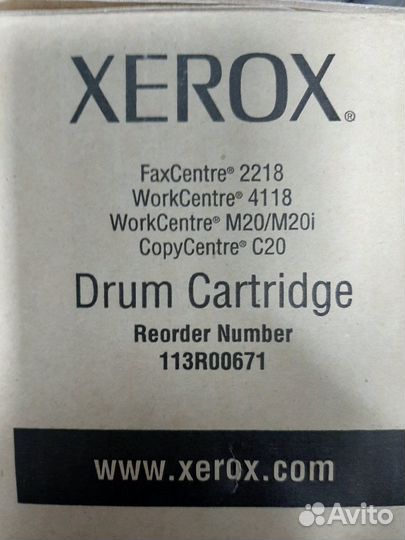 XEROX®
FaxCentre® 2218
WorkCentre® 4118
WorkCentre® M20/M20i
CopyCentre® C20
Drum Cartridge
Reorder Number
113R00671
www.xerox.com
Avito